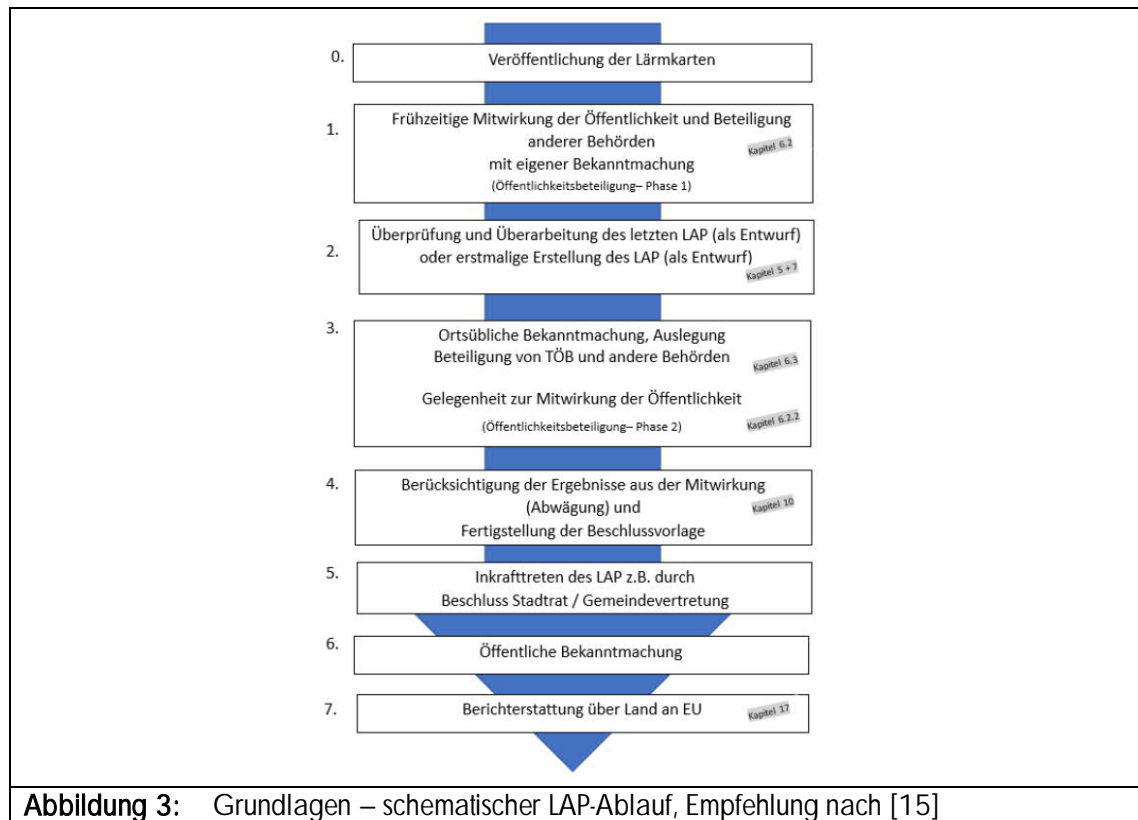 0. Veröffentlichung der Lärmkarten
1. Frühzeitige Mitwirkung der Öffentlichkeit und Beteiligung
anderer Behörden
Kapitel 6.2
mit eigener Bekanntmachung
(Öffentlichkeitsbeteiligung– Phase 1)
2. Überprüfung und Überarbeitung des letzten LAP (als Entwurf)
oder erstmalige Erstellung des LAP (als Entwurf)
Kapitel 5 + 7
3. Ortsübliche Bekanntmachung, Auslegung
Beteiligung von TÖB und andere Behörden
Kapitel 6.3
Gelegenheit zur Mitwirkung der Öffentlichkeit
(Öffentlichkeitsbeteiligung– Phase 2)
Kapitel 6.2.2
4. Berücksichtigung der Ergebnisse aus der Mitwirkung
(Abwägung) und
Kapitel 10
Fertigstellung der Beschlussvorlage
5. Inkrafttreten des LAP z.B. durch
Beschluss Stadtrat / Gemeindevertretung
6. Öffentliche Bekanntmachung
7. Berichterstattung über Land an EU
Kapitel 17
Abbildung 3: Grundlagen – schematischer LAP-Ablauf, Empfehlung nach [15]